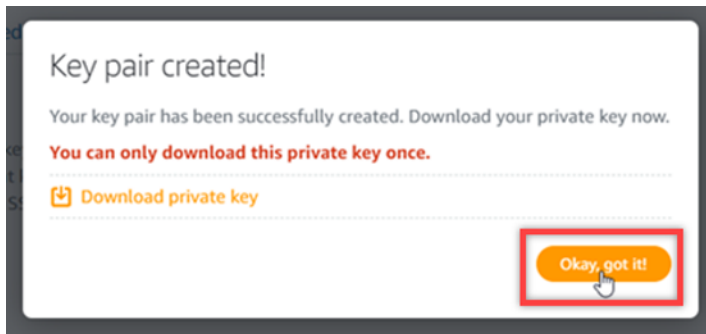 Key pair created!
Your key pair has been successfully created. Download your private key now.
You can only download this private key once.
Download private key
Okay, got it!